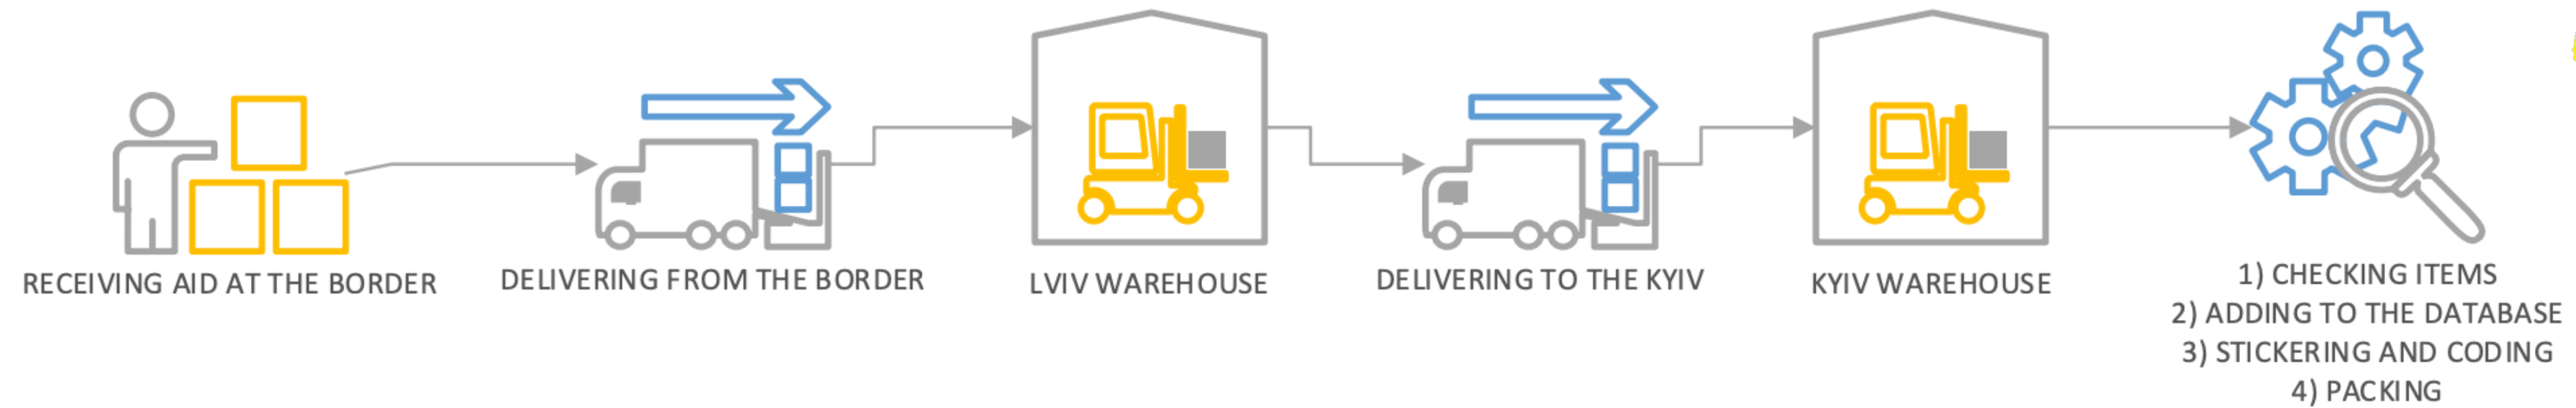 RECEIVING AID AT THE BORDER
DELIVERING FROM THE BORDER
LVIV WAREHOUSE
DELIVERING TO THE KYIV
KYIV WAREHOUSE
1) CHECKING ITEMS
2) ADDING TO THE DATABASE
3) STICKERING AND CODING
4) PACKING